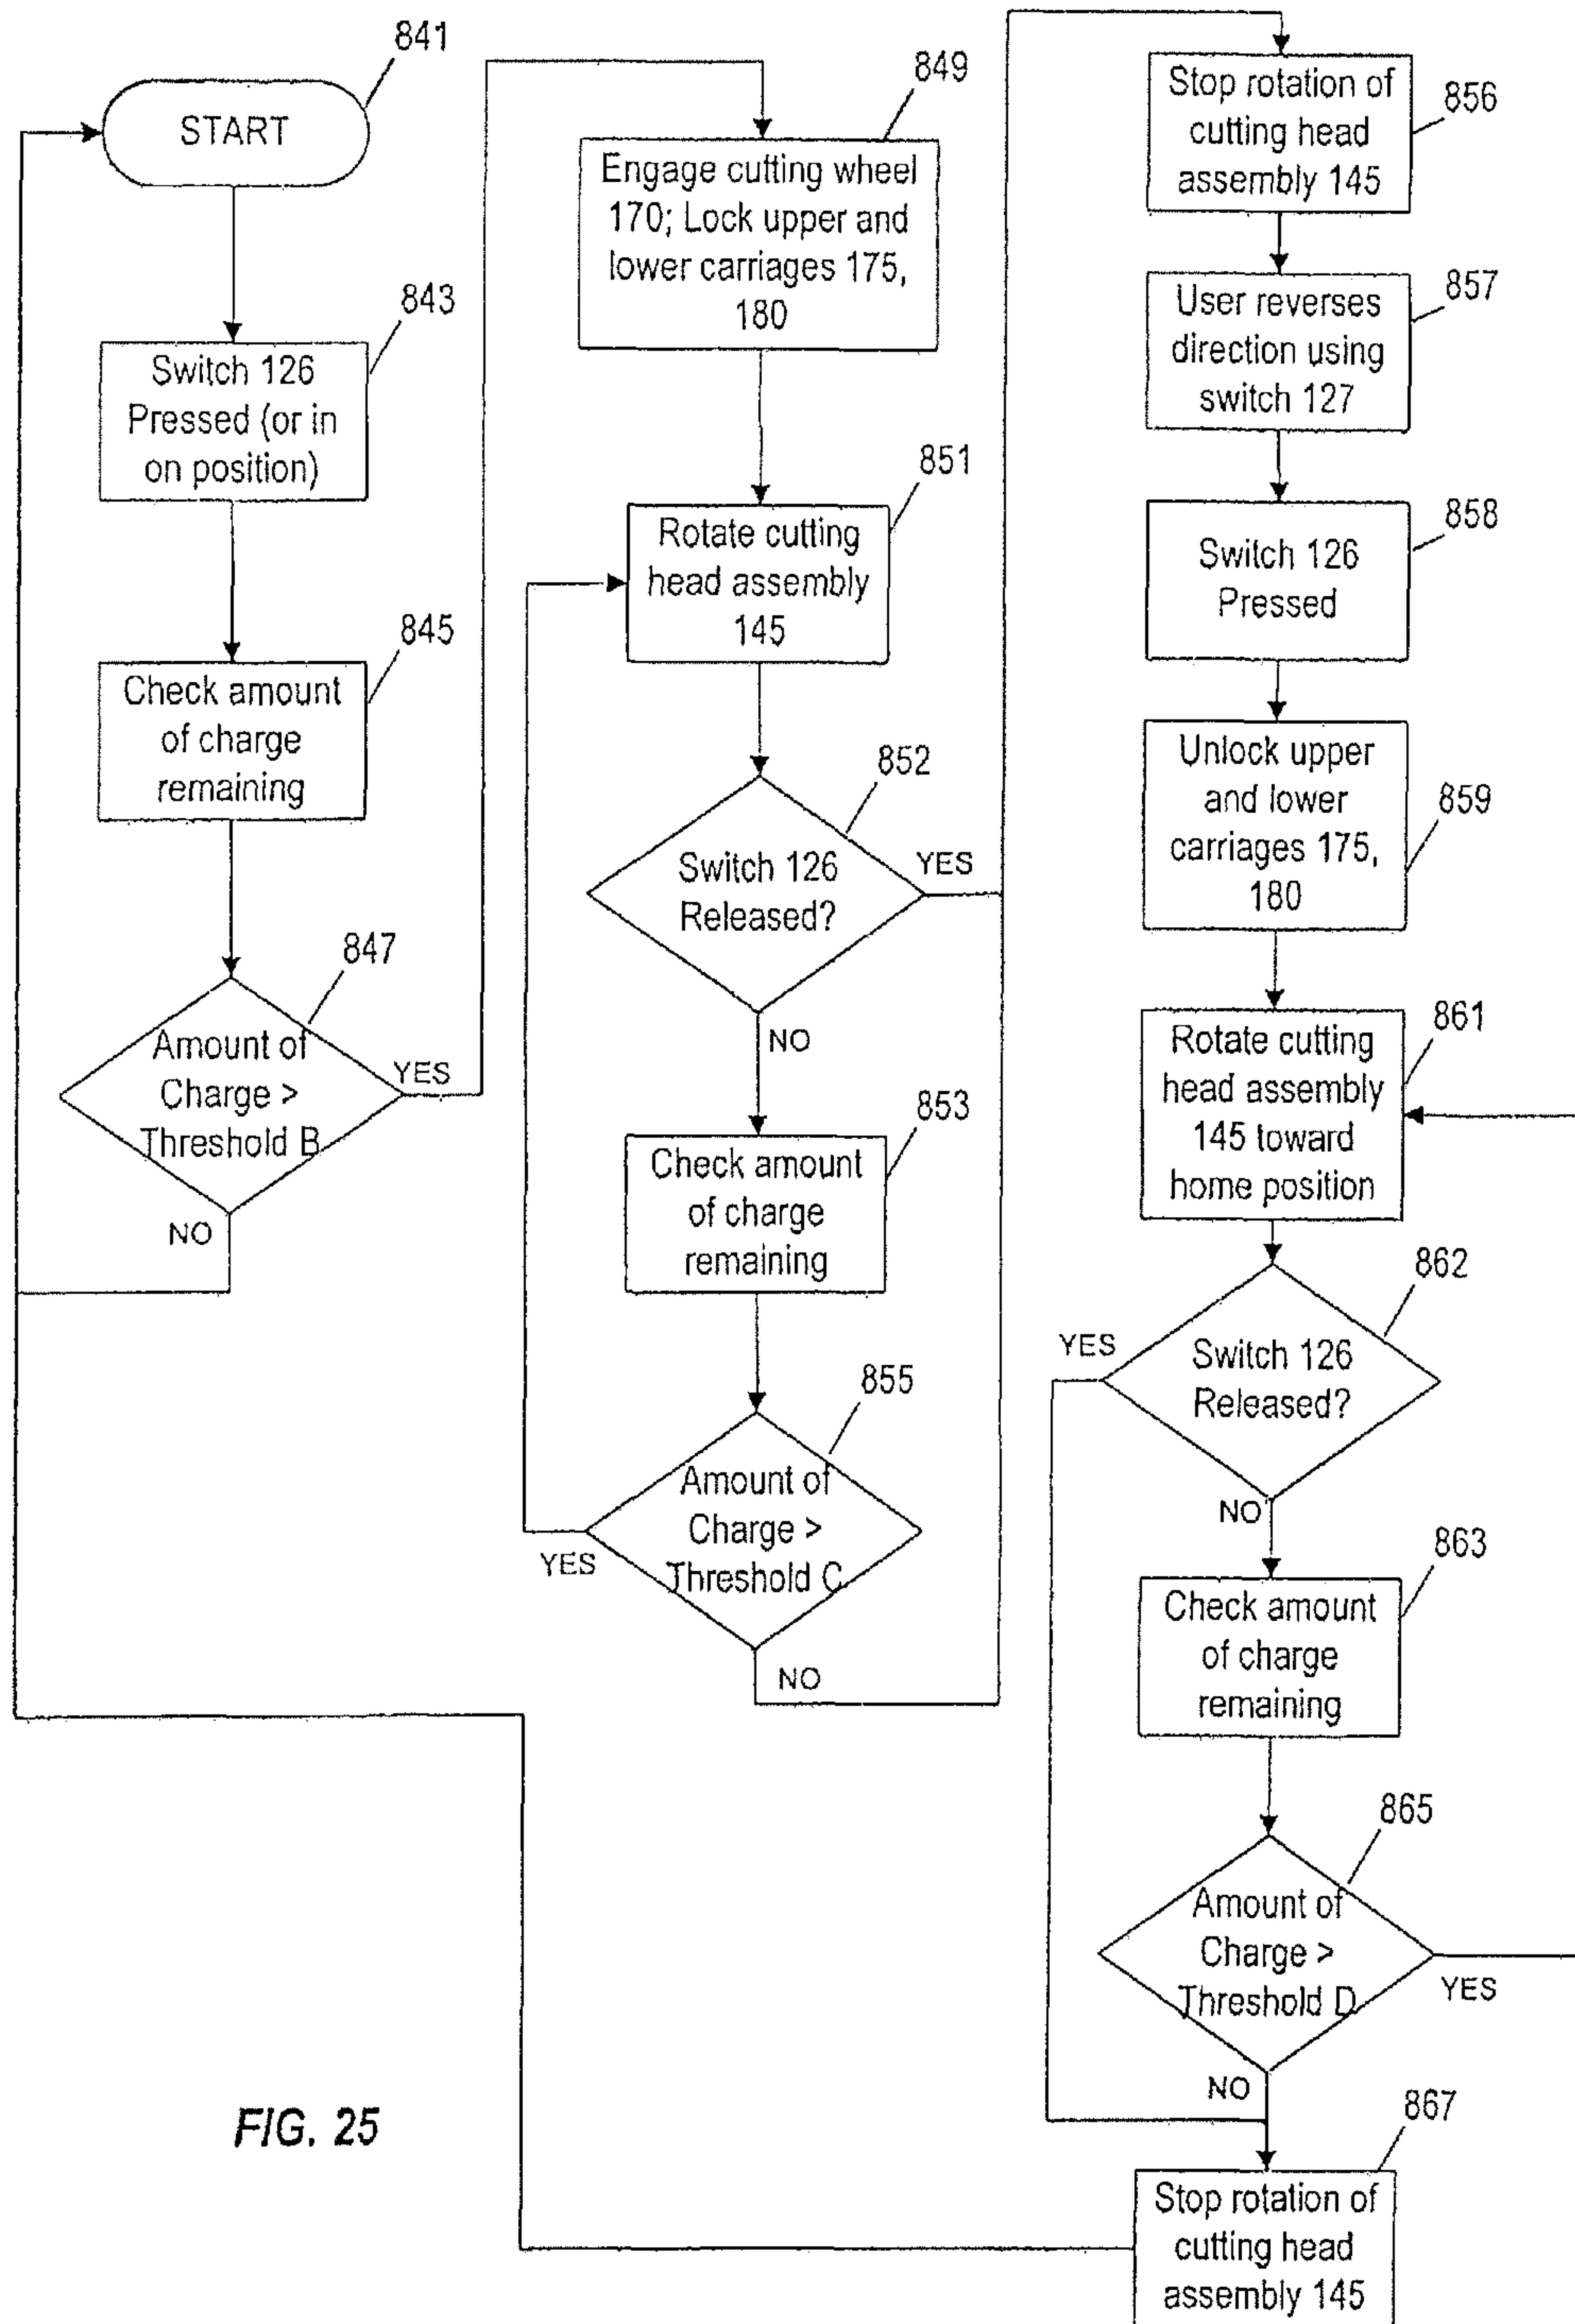 841
START
843
Switch 126
Pressed (or in
on position)
845
Check amount
of charge
remaining
847
Amount of
Charge >
Threshold B
YES
NO
849
Engage cutting wheel
170; Lock upper and
lower carriages 175,
180
851
Rotate cutting
head assembly
145
852
Switch 126
Released?
YES
NO
853
Check amount
of charge
remaining
855
Amount of
Charge >
Threshold C
YES
NO
856
Stop rotation of
cutting head
assembly 145
857
User reverses
direction using
switch 127
858
Switch 126
Pressed
859
Unlock upper
and lower
carriages 175,
180
861
Rotate cutting
head assembly
145 toward
home position
862
Switch 126
Released?
YES
NO
863
Check amount
of charge
remaining
865
Amount of
Charge >
Threshold D
YES
NO
867
Stop rotation of
cutting head
assembly 145
FIG. 25